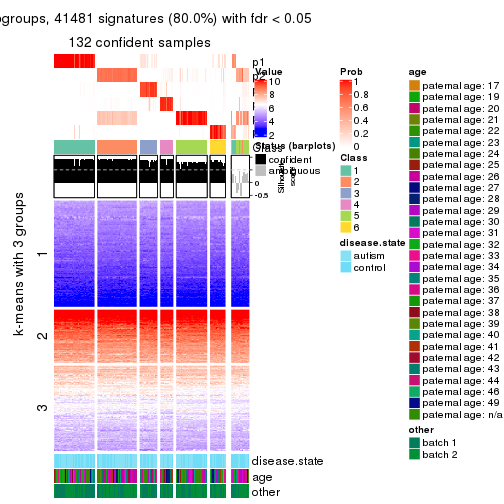 ogroups, 41481 signatures (80.0%) with fdr < 0.05
132 confident samples
p1
p2
Class
Silhouette
score
0
-0.5
k-means with 3 groups
1
2
3
disease.state
age
other
Value
10
8
6
4
2
Status (barplots)
confident
ambiguous
Prob
1
0.8
0.6
0.4
0.2
0
Class
1
2
3
4
5
6
disease.state
autism
control
age
paternal age: 17
paternal age: 19
paternal age: 20
paternal age: 21
paternal age: 22
paternal age: 23
paternal age: 24
paternal age: 25
paternal age: 26
paternal age: 27
paternal age: 28
paternal age: 29
paternal age: 30
paternal age: 31
paternal age: 32
paternal age: 33
paternal age: 34
paternal age: 35
paternal age: 36
paternal age: 37
paternal age: 38
paternal age: 39
paternal age: 40
paternal age: 41
paternal age: 42
paternal age: 43
paternal age: 44
paternal age: 46
paternal age: 49
paternal age: n/a
other
batch 1
batch 2